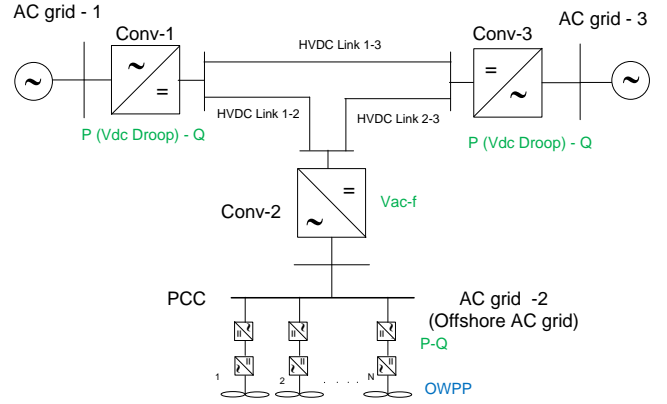 AC grid - 1
Conv-1
HVDC Link 1-3
Conv-3
AC grid - 3
~
~
=
=
~
~
HVDC Link 1-2
HVDC Link 2-3
P (Vdc Droop) - Q
P (Vdc Droop) - Q
Conv-2
=
~
Vac-f
PCC
AC grid -2
(Offshore AC grid)
P-Q
1
2
. . . . .
N
OWPP